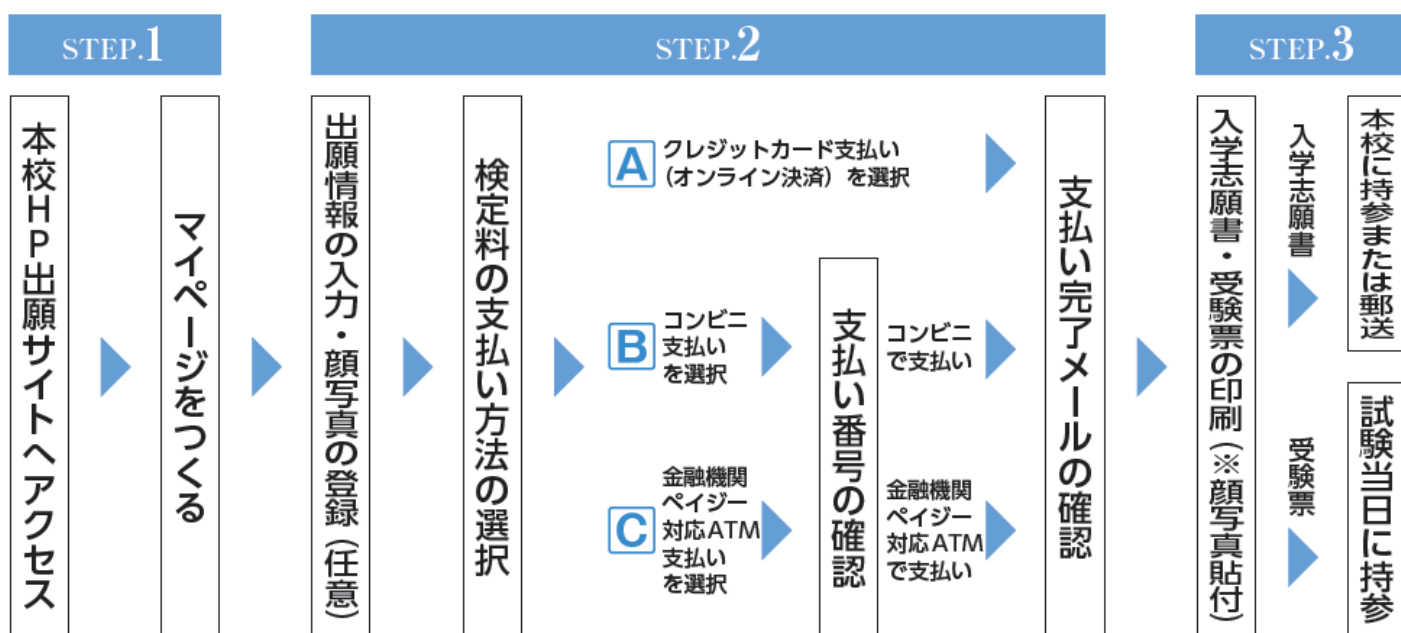 STEP.1
本校HP出願サイトへアクセス
マイページをつくる
STEP.2
出願情報の入力・顔写真の登録(任意)
検定料の支払い方法の選択
A
クレジットカード支払い
(オンライン決済)を選択
B
コンビニ
支払い
を選択
C
金融機関
ペイジー
対応ATM
支払い
を選択
支払い番号の確認
コンビニ
で支払い
金融機関
ペイジー
対応ATM
で支払い
支払い完了メールの確認
STEP.3
入学志願書・受験票の印刷(※顔写真貼付)
入学志願書
本校に持参または郵送
受験票
試験当日に持参